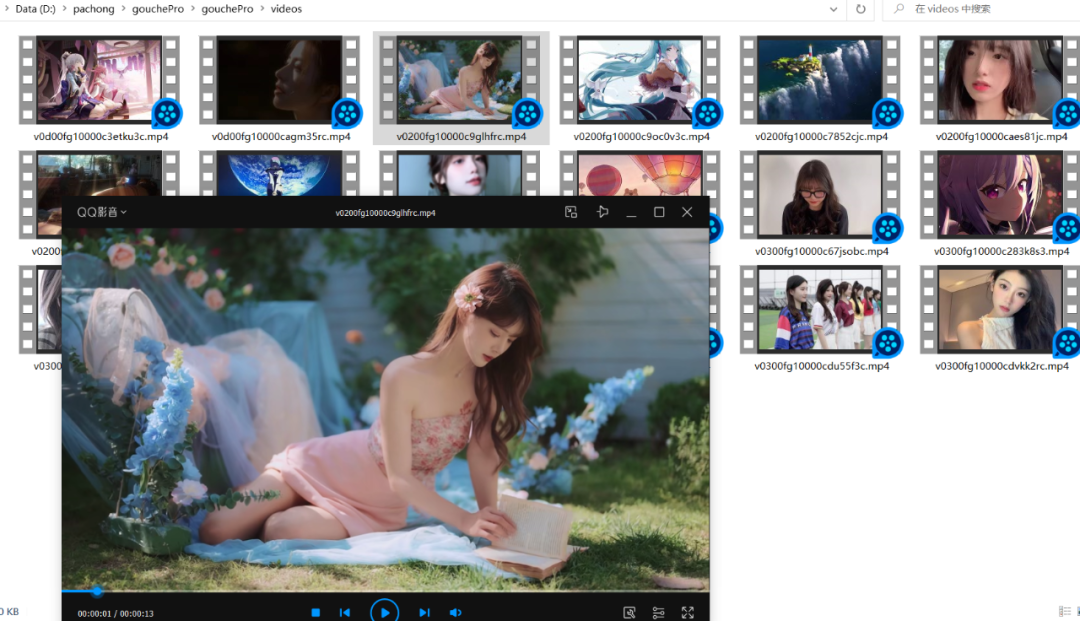 Data (D:) > pachong > gouchePro > gouchePro > videos
在 videos 中搜索
v0d00fg10000c3etku3c.mp4
v0d00fg10000cagm35rc.mp4
v0200fg10000c9glhfrc.mp4
v0200fg10000c9oc0v3c.mp4
v0200fg10000c7852cjc.mp4
v0200fg10000caes81jc.mp4
v0200
v0300fg10000c67jsobc.mp4
v0300fg10000c283k8s3.mp4
QQ影音
v0200fg10000c9glhfrc.mp4
v0300
v0300fg10000cdu55f3c.mp4
v0300fg10000cdvkk2rc.mp4
0 KB
00:00:01 / 00:00:13